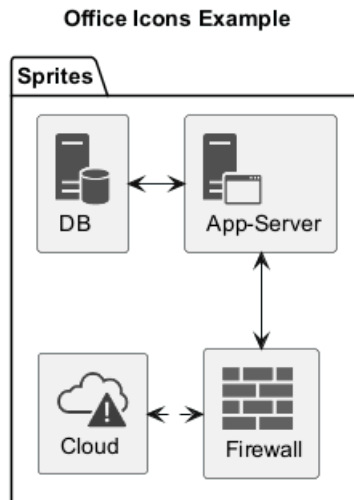 Office Icons Example
Sprites
DB
App-Server
Cloud
Firewall